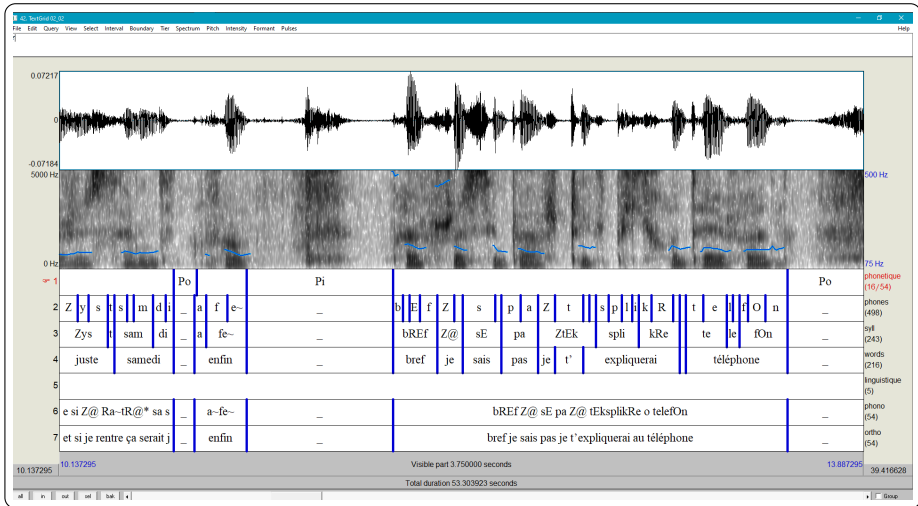 42. TextGrid 02_02
File Edit Query View Select Interval Boundary Tier Spectrum Pitch Intensity Formant Pulses Help
0.07217
0
-0.07184
5000 Hz 500 Hz
0 Hz 75 Hz
1 Po Pi Po phonetique (16/54)
2 Z y s t s m d i _ a f e~ b E f Z s p a Z t s p l i k R t e l f O n _ phones (498)
3 Zys t sam di _ a fe~ _ bREf Z@ sE pa ZtEk spli kRe te le fOn _ syll (243)
4 juste samedi _ enfin _ bref je sais pas je t’ expliquerai téléphone _ words (216)
5 linguistique (5)
6 e si Z@ Ra~tR@* sa s _ a~fe~ _ bREf Z@ sE pa Z@ tEksplikRe o telefOn _ phono (54)
7 et si je rentre ça serait j _ enfin _ bref je sais pas je t’expliquerai au téléphone _ ortho (54)
10.137295 10.137295 Visible part 3.750000 seconds 13.887295 39.416628
Total duration 53.303923 seconds
all in out sel bak Group